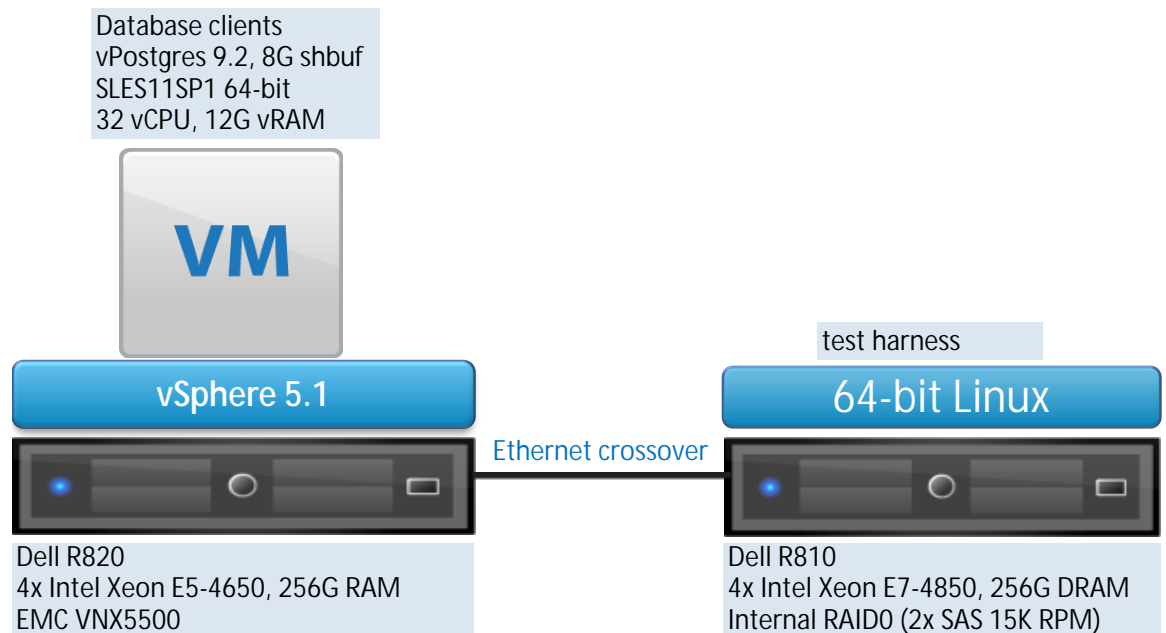 Database clients
vPostgres 9.2, 8G shbuf
SLES11SP1 64-bit
32 vCPU, 12G vRAM
VM
vSphere 5.1
Dell R820
4x Intel Xeon E5-4650, 256G RAM
EMC VNX5500
Ethernet crossover
test harness
64-bit Linux
Dell R810
4x Intel Xeon E7-4850, 256G DRAM
Internal RAID0 (2x SAS 15K RPM)